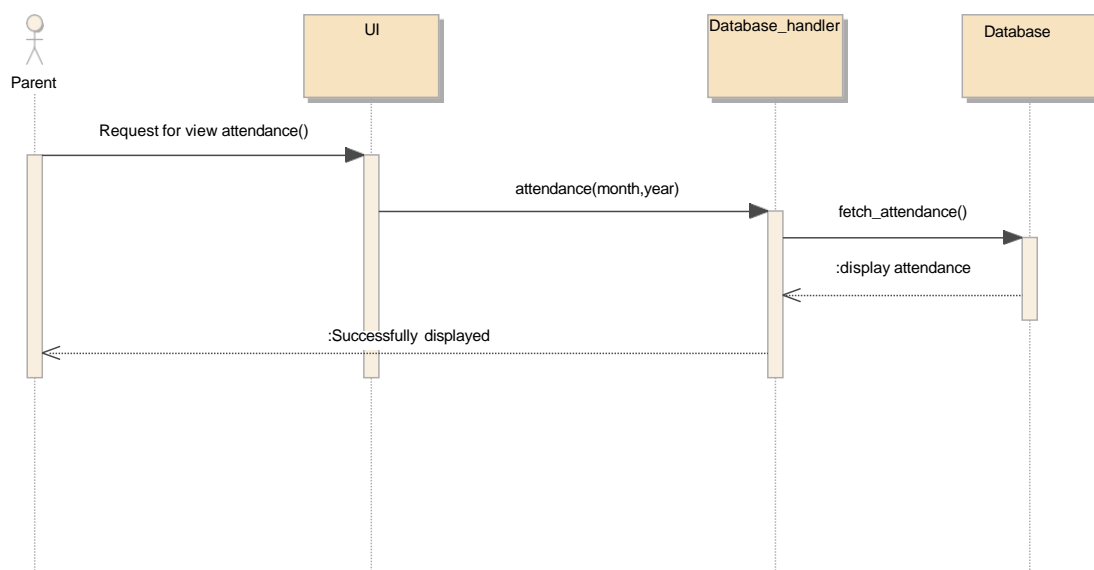 UI
Database_handler
Database
Parent
Request for view attendance()
attendance(month,year)
fetch_attendance()
:display attendance
:Successfully displayed